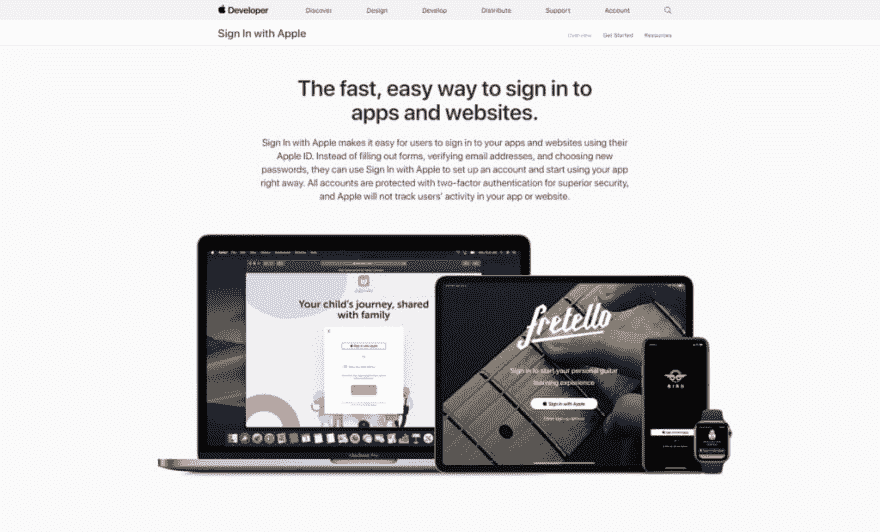 Developer
Discover
Design
Develop
Distribute
Support
Account
Sign In with Apple
Overview
Get Started
Resources
The fast, easy way to sign in to
apps and websites.
Sign In with Apple makes it easy for users to sign in to your apps and websites using their
Apple ID. Instead of filling out forms, verifying email addresses, and choosing new
passwords, they can use Sign In with Apple to set up an account and start using your app
right away. All accounts are protected with two-factor authentication for superior security,
and Apple will not track users' activity in your app or website.
Your child's journey, shared
with family
Sign in with Apple
fretello
Sign in to start your personal guitar
learning experience
Sign in with Apple
BIRD
MacBook Pro